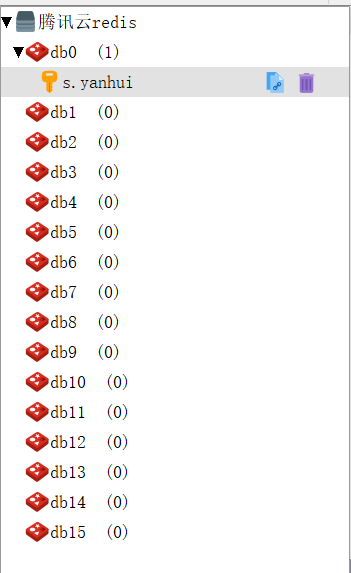 腾讯云redis
db0 (1)
s.yanhui
db1 (0)
db2 (0)
db3 (0)
db4 (0)
db5 (0)
db6 (0)
db7 (0)
db8 (0)
db9 (0)
db10 (0)
db11 (0)
db12 (0)
db13 (0)
db14 (0)
db15 (0)